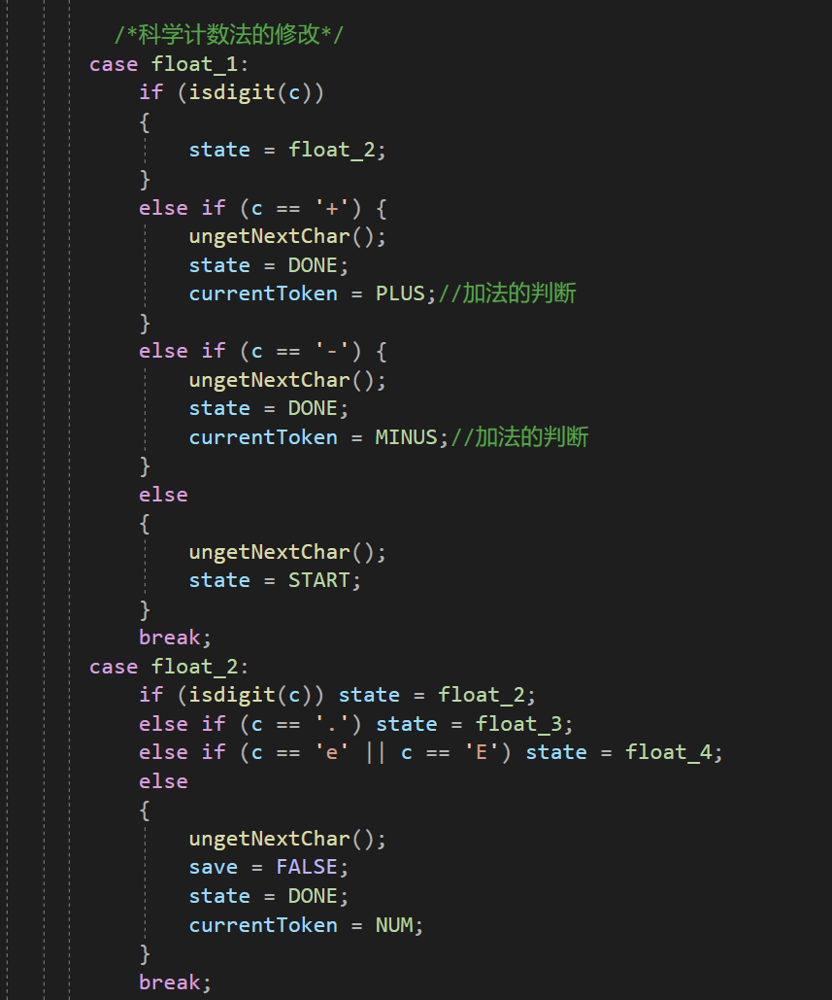 /*科学计数法的修改*/
case float_1:
if (isdigit(c))
{
state = float_2;
}
else if (c == '+') {
ungetNextChar();
state = DONE;
currentToken = PLUS;//加法的判断
}
else if (c == '-') {
ungetNextChar();
state = DONE;
currentToken = MINUS;//加法的判断
}
else
{
ungetNextChar();
state = START;
}
break;
case float_2:
if (isdigit(c)) state = float_2;
else if (c == '.') state = float_3;
else if (c == 'e' || c == 'E') state = float_4;
else
{
ungetNextChar();
save = FALSE;
state = DONE;
currentToken = NUM;
}
break;